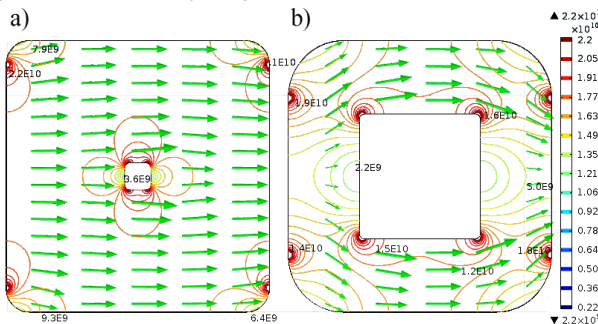 a)
b)
7.9E9
2.2E10
1E10
3.6E9
9.3E9
6.4E9
1.9E10
1.6E10
2.2E9
5.0E9
1.4E10
1.5E10
1.2E10
1.8E10
▲ 2.2×10¹
×10¹⁰
2.2
2.05
1.91
1.77
1.63
1.49
1.35
1.21
1.06
0.92
0.78
0.64
0.50
0.36
0.22
▼ 2.2×10⁹